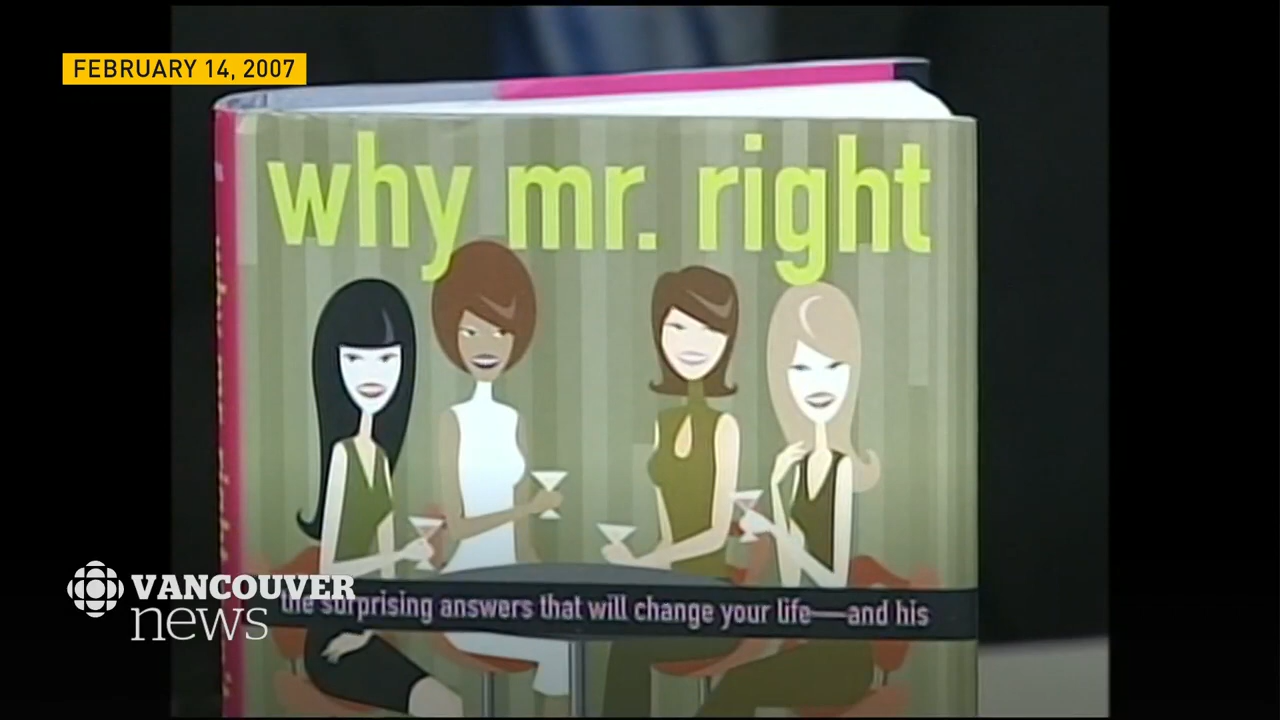 FEBRUARY 14, 2007
why mr. right
the surprising answers that will change your life—and his
VANCOUVER
news